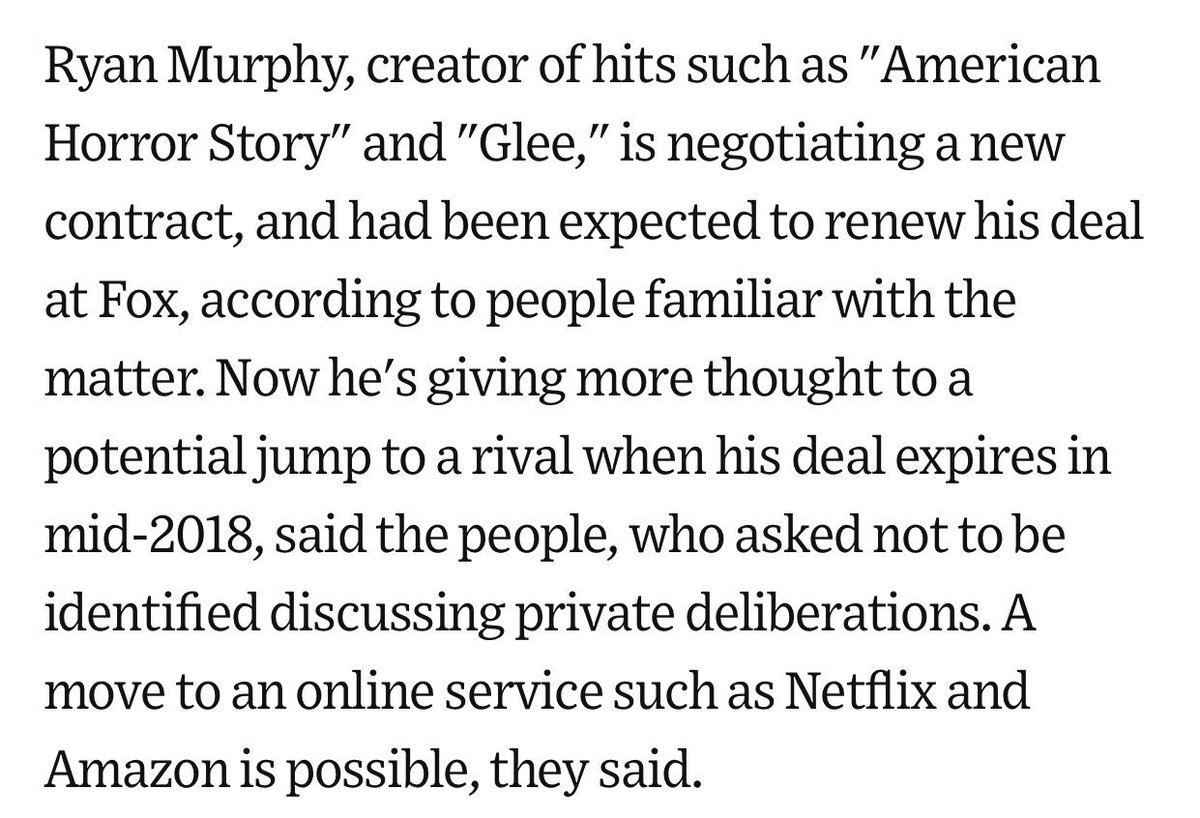 Ryan Murphy, creator of hits such as "American
Horror Story" and "Glee," is negotiating a new
contract, and had been expected to renew his deal
at Fox, according to people familiar with the
matter. Now he's giving more thought to a
potential jump to a rival when his deal expires in
mid-2018, said the people, who asked not to be
identified discussing private deliberations. A
move to an online service such as Netflix and
Amazon is possible, they said.